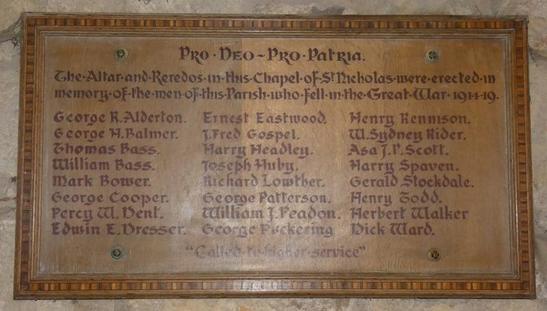 Pro·Deo~Pro·Patria.
The·Altar·and·Reredos·in·this·Chapel·of·St Nicholas·were·erected·in
memory·of·the·men·of·this·Parish·who·fell·in·the·Great·War·1914-19.
George R. Alderton. Ernest Eastwood. Henry Rennison.
George H. Balmer. J. Fred Gospel. W. Sydney Rider.
Thomas Bass. Harry Headley. Asa J. P. Scott.
William Bass. Joseph Huby. Harry Spaven.
Mark Bower. Richard Lowther. Gerald Stockdale.
George Cooper. George Patterson. Henry Todd.
Percy W. Dent. William J. Peadon. Herbert Walker
Edwin E. Dresser. George Puckering Dick Ward.
"Called·to·higher·service"